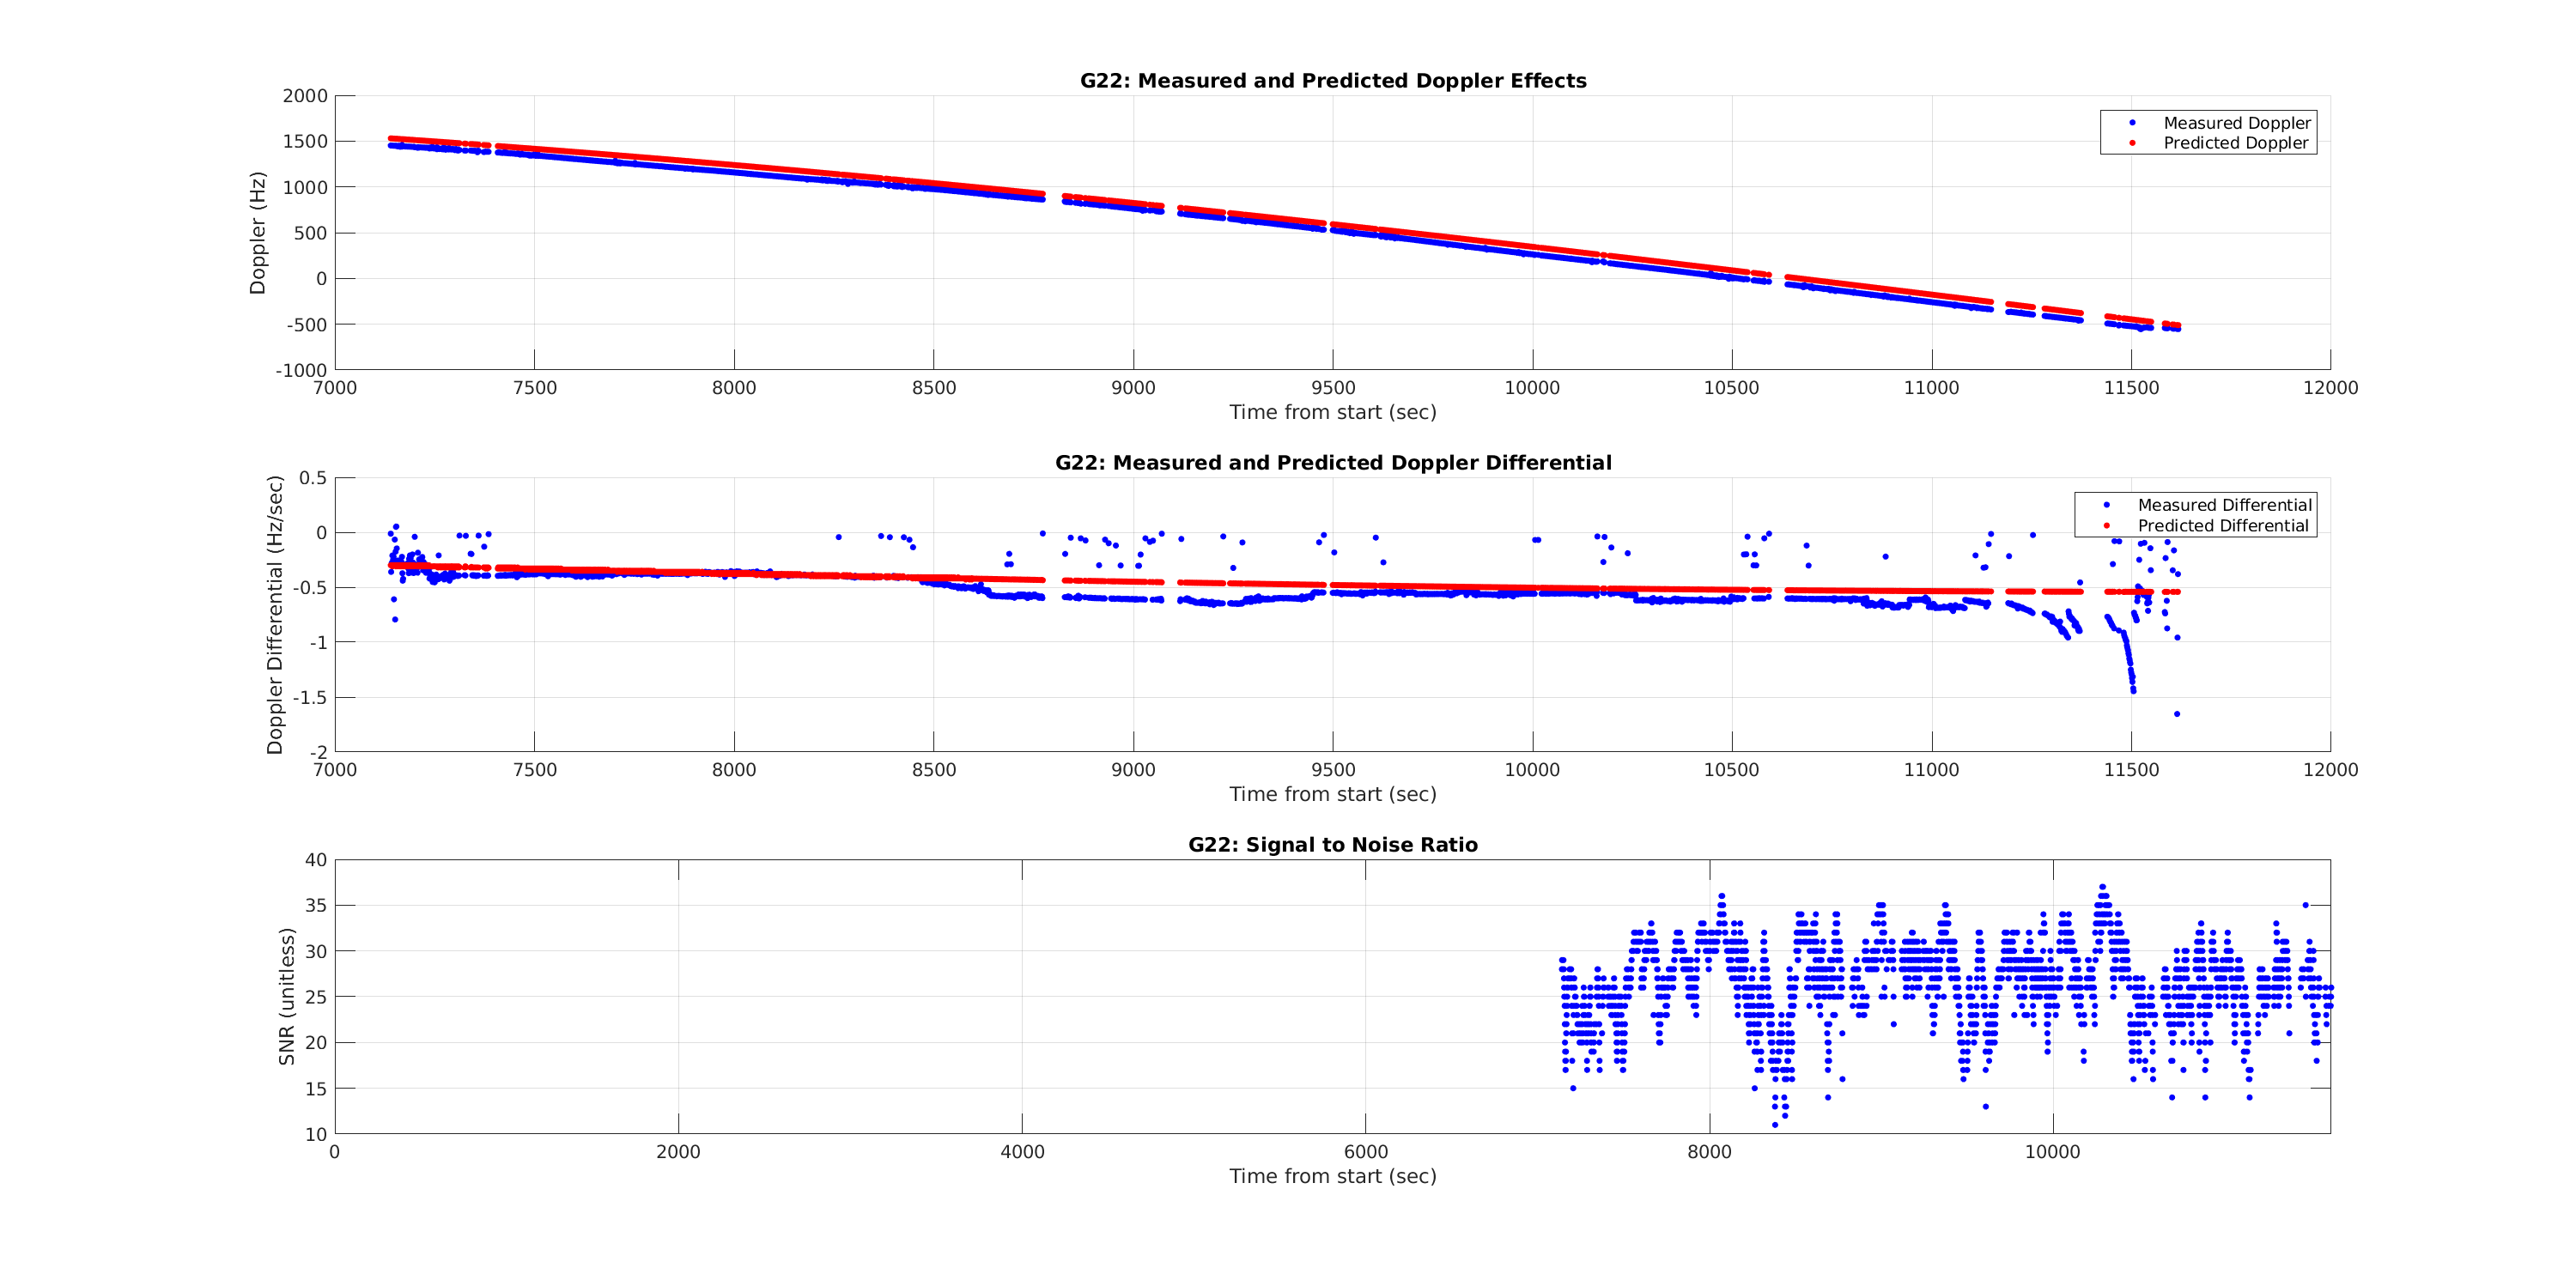 G22: Measured and Predicted Doppler Effects
2000
1500
1000
500
0
-500
-1000
Doppler (Hz)
Measured Doppler
Predicted Doppler
7000 7500 8000 8500 9000 9500 10000 10500 11000 11500 12000
Time from start (sec)
G22: Measured and Predicted Doppler Differential
0.5
0
-0.5
-1
-1.5
-2
Doppler Differential (Hz/sec)
Measured Differential
Predicted Differential
7000 7500 8000 8500 9000 9500 10000 10500 11000 11500 12000
Time from start (sec)
G22: Signal to Noise Ratio
40
35
30
25
20
15
10
SNR (unitless)
0 2000 4000 6000 8000 10000
Time from start (sec)